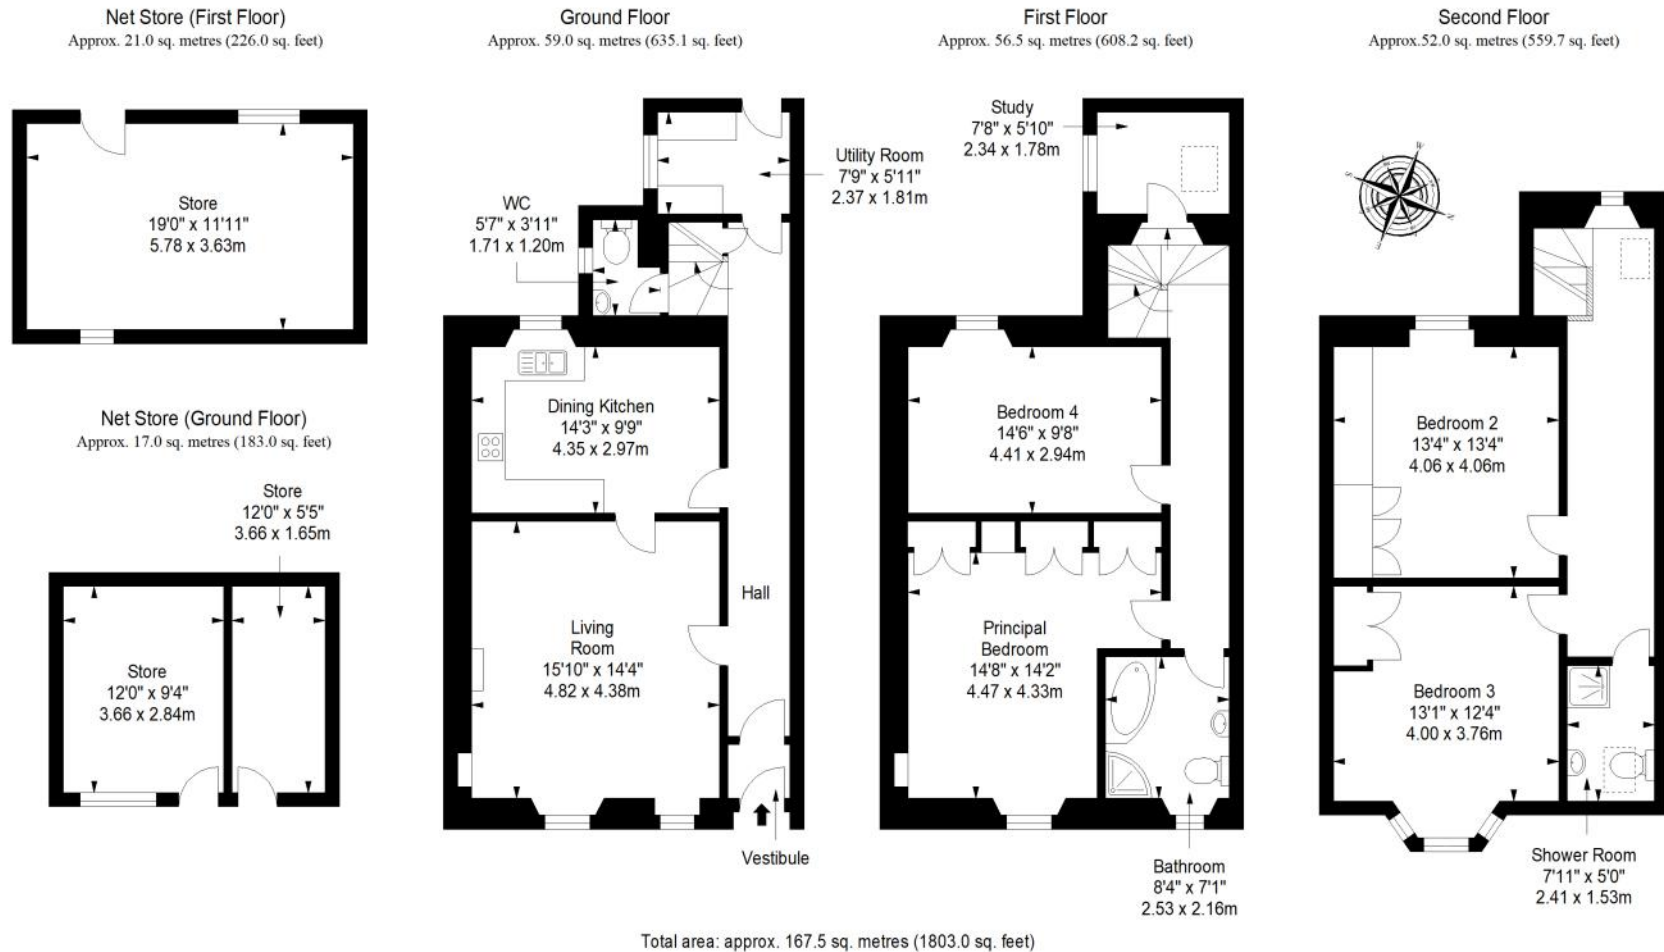 Net Store (First Floor)
Approx. 21.0 sq. metres (226.0 sq. feet)
Store
19'0" x 11'11"
5.78 x 3.63m
Net Store (Ground Floor)
Approx. 17.0 sq. metres (183.0 sq. feet)
Store
12'0" x 5'5"
3.66 x 1.65m
Store
12'0" x 9'4"
3.66 x 2.84m
Ground Floor
Approx. 59.0 sq. metres (635.1 sq. feet)
Utility Room
7'9" x 5'11"
2.37 x 1.81m
WC
5'7" x 3'11"
1.71 x 1.20m
Dining Kitchen
14'3" x 9'9"
4.35 x 2.97m
Hall
Living
Room
15'10" x 14'4"
4.82 x 4.38m
Vestibule
First Floor
Approx. 56.5 sq. metres (608.2 sq. feet)
Study
7'8" x 5'10"
2.34 x 1.78m
Bedroom 4
14'6" x 9'8"
4.41 x 2.94m
Principal
Bedroom
14'8" x 14'2"
4.47 x 4.33m
Bathroom
8'4" x 7'1"
2.53 x 2.16m
Second Floor
Approx.52.0 sq. metres (559.7 sq. feet)
W
S
N
E
Bedroom 2
13'4" x 13'4"
4.06 x 4.06m
Bedroom 3
13'1" x 12'4"
4.00 x 3.76m
Shower Room
7'11" x 5'0"
2.41 x 1.53m
Total area: approx. 167.5 sq. metres (1803.0 sq. feet)